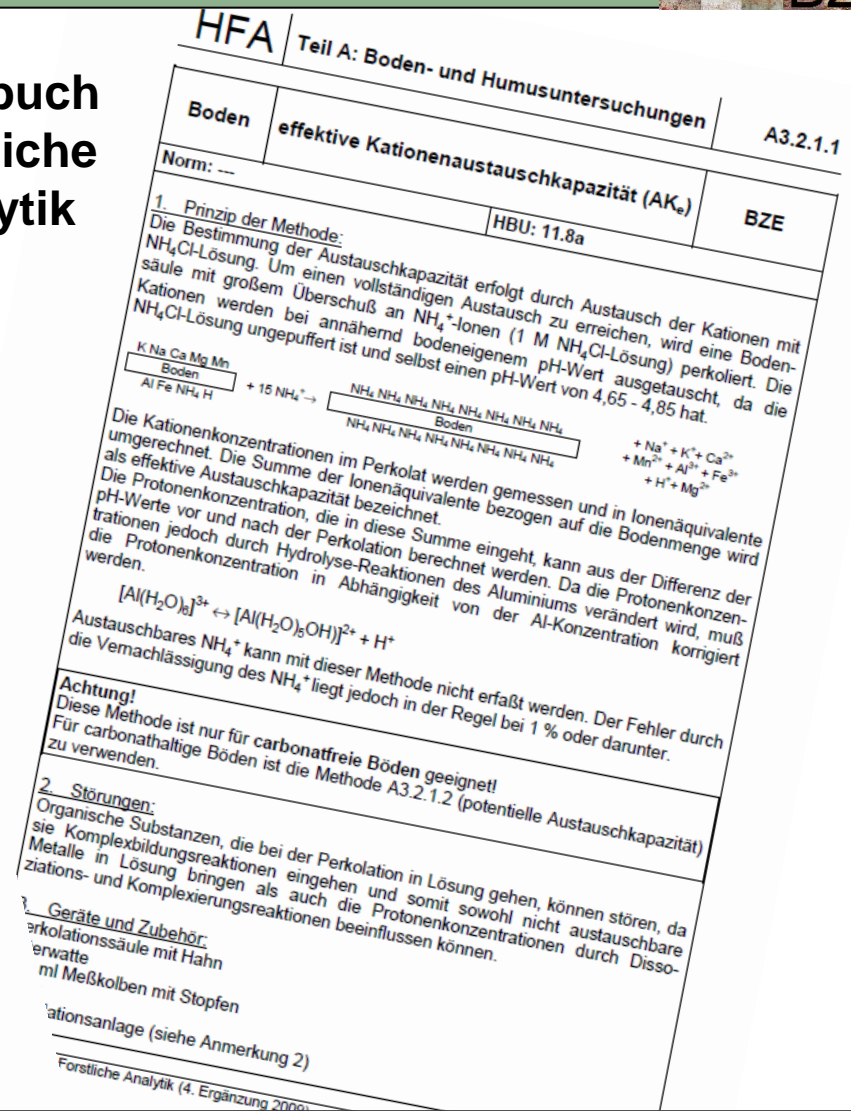 HFA
Teil A: Boden- und Humusuntersuchungen
A3.2.1.1
Boden
effektive Kationenaustauschkapazität (AKₑ)
BZE
Norm: ---
HBU: 11.8a
1. Prinzip der Methode:
Die Bestimmung der Austauschkapazität erfolgt durch Austausch der Kationen mit
NH₄Cl-Lösung. Um einen vollständigen Austausch zu erreichen, wird eine Boden-
säule mit großem Überschuß an NH₄⁺-Ionen (1 M NH₄Cl-Lösung) perkoliert. Die
Kationen werden bei annähernd bodeneigenem pH-Wert ausgetauscht, da die
NH₄Cl-Lösung ungepuffert ist und selbst einen pH-Wert von 4,65 - 4,85 hat.
K Na Ca Mg Mn
Boden
Al Fe NH₄ H
+ 15 NH₄⁺→
NH₄ NH₄ NH₄ NH₄ NH₄ NH₄ NH₄ NH₄
Boden
NH₄ NH₄ NH₄ NH₄ NH₄ NH₄ NH₄ NH₄
+ Na⁺ + K⁺+ Ca²⁺
+ Mn²⁺ + Al³⁺ + Fe³⁺
+ H⁺+ Mg²⁺
Die Kationenkonzentrationen im Perkolat werden gemessen und in Ionenäquivalente
umgerechnet. Die Summe der Ionenäquivalente bezogen auf die Bodenmenge wird
als effektive Austauschkapazität bezeichnet.
Die Protonenkonzentration, die in diese Summe eingeht, kann aus der Differenz der
pH-Werte vor und nach der Perkolation berechnet werden. Da die Protonenkonzen-
trationen jedoch durch Hydrolyse-Reaktionen des Aluminiums verändert wird, muß
die Protonenkonzentration in Abhängigkeit von der Al-Konzentration korrigiert
werden.
[Al(H₂O)₆]³⁺ ↔ [Al(H₂O)₅OH)]²⁺ + H⁺
Austauschbares NH₄⁺ kann mit dieser Methode nicht erfaßt werden. Der Fehler durch
die Vernachlässigung des NH₄⁺ liegt jedoch in der Regel bei 1 % oder darunter.
Achtung!
Diese Methode ist nur für carbonatfreie Böden geeignet!
Für carbonathaltige Böden ist die Methode A3.2.1.2 (potentielle Austauschkapazität)
zu verwenden.
2. Störungen:
Organische Substanzen, die bei der Perkolation in Lösung gehen, können stören, da
sie Komplexbildungsreaktionen eingehen und somit sowohl nicht austauschbare
Metalle in Lösung bringen als auch die Protonenkonzentrationen durch Disso-
ziations- und Komplexierungsreaktionen beeinflussen können.
3. Geräte und Zubehör:
erkolationssäule mit Hahn
erwatte
ml Meßkolben mit Stopfen
ationsanlage (siehe Anmerkung 2)
Forstliche Analytik (4. Ergänzung 2009)